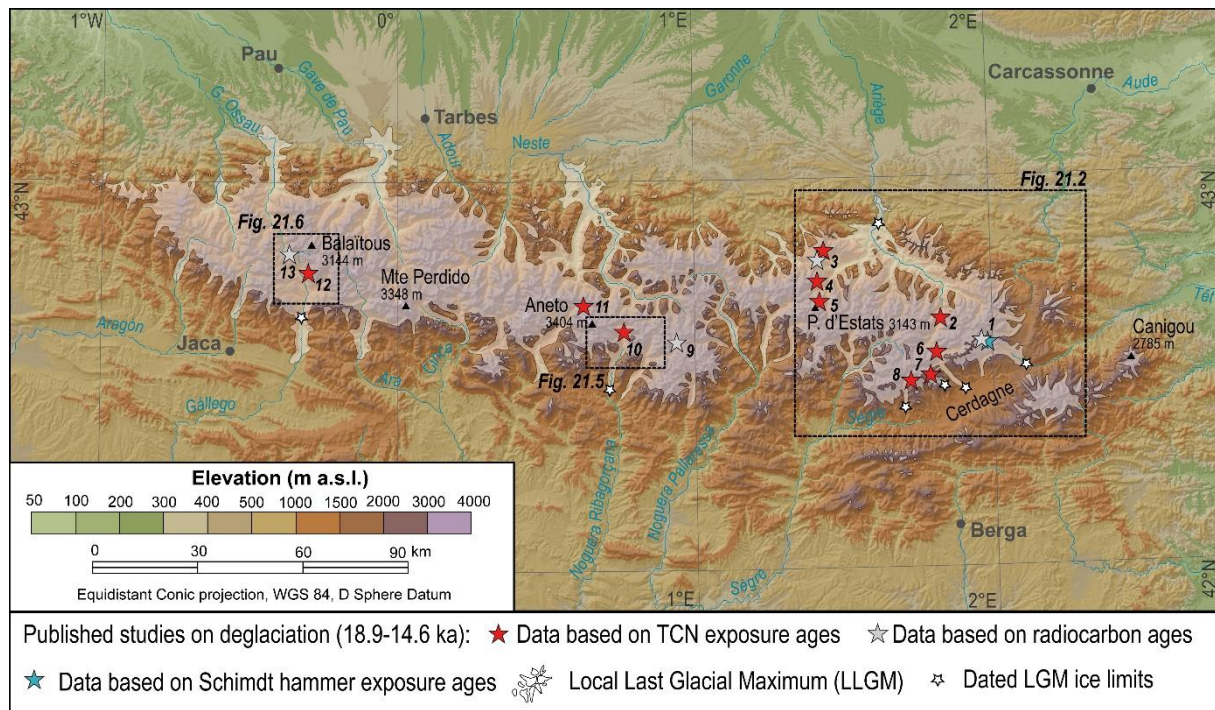 1°W
0°
1°E
2°E
Pau
Carcassonne
Aude
G. Ossau
Gave de Pau
Tarbes
Adour
Neste
Garonne
Ariège
43°N
43°N
Fig. 21.2
Fig. 21.6
Balaïtous
3144 m
13
12
Mte Perdido
3348 m
Aneto
3404 m
11
10
9
Fig. 21.5
3
4
5
P. d'Estats 3143 m
2
1
6
7
8
Canigou
2785 m
Têt
Cerdagne
Sègre
Aragon
Jaca
Gállego
Ara
Cinca
Noguera Ribagorçana
Noguera Pallaresa
Sègre
Berga
42°N
1°E
2°E
Elevation (m a.s.l.)
50 100 200 300 400 500 1000 1500 2000 3000 4000
0 30 60 90 km
Equidistant Conic projection, WGS 84, D Sphere Datum
Published studies on deglaciation (18.9-14.6 ka): Data based on TCN exposure ages Data based on radiocarbon ages
Data based on Schimdt hammer exposure ages Local Last Glacial Maximum (LLGM) Dated LGM ice limits